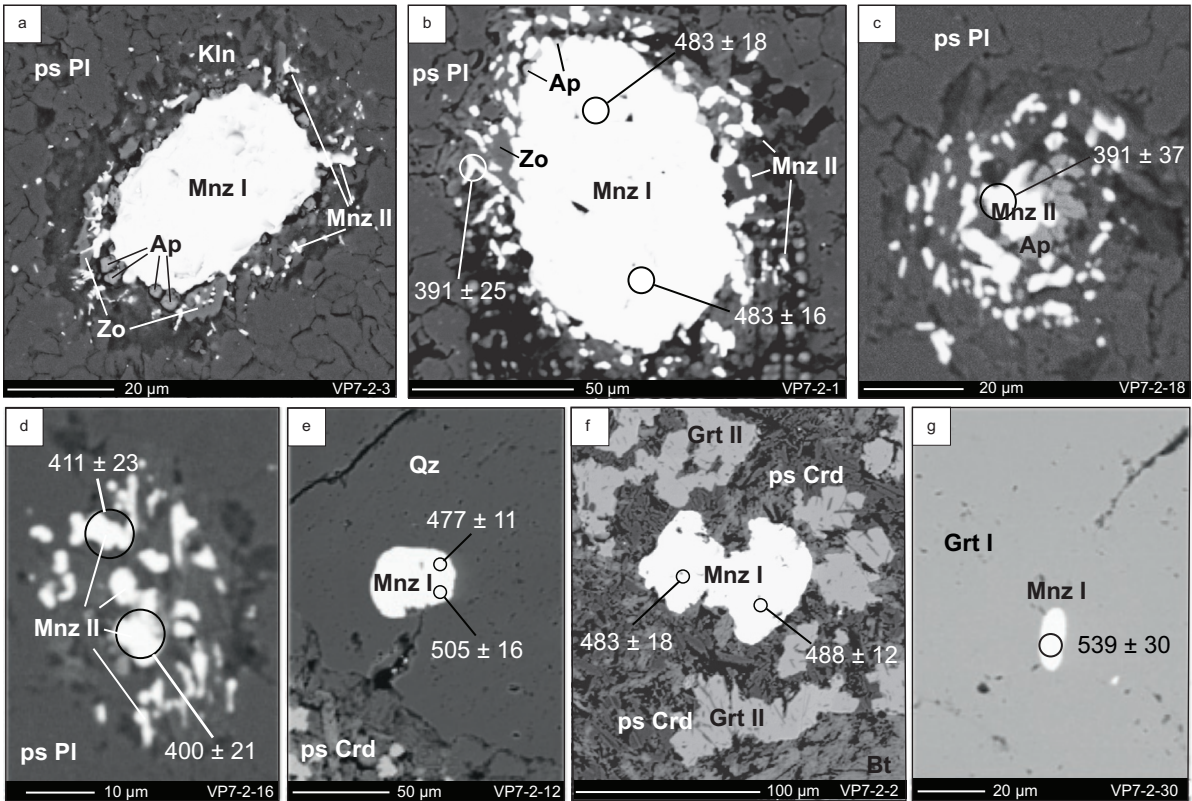 a
Kln
ps Pl
Mnz I
Mnz II
Ap
Zo
20 µm
VP7-2-3
b
483 ± 18
ps Pl
Ap
Zo
Mnz I
Mnz II
391 ± 25
483 ± 16
50 µm
VP7-2-1
c
ps Pl
391 ± 37
Mnz II
Ap
20 µm
VP7-2-18
d
411 ± 23
Mnz II
400 ± 21
ps Pl
10 µm
VP7-2-16
e
Qz
477 ± 11
Mnz I
505 ± 16
ps Crd
50 µm
VP7-2-12
f
Grt II
ps Crd
Mnz I
483 ± 18
488 ± 12
ps Crd
Grt II
Bt
100 µm
VP7-2-2
g
Grt I
Mnz I
539 ± 30
20 µm
VP7-2-30